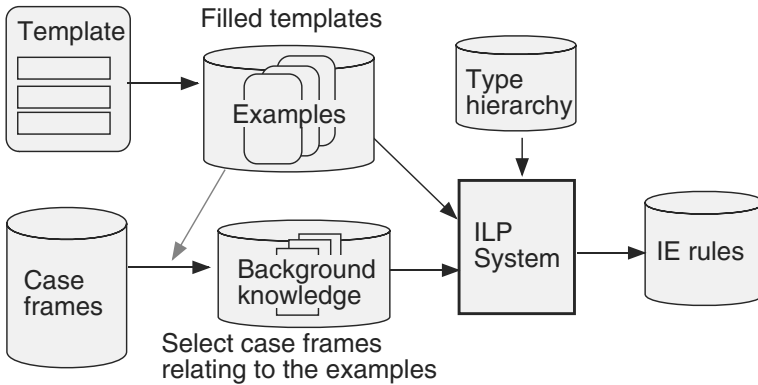 Filled templates
Template
Examples
Type
hierarchy
Case
frames
Background
knowledge
ILP
System
IE rules
Select case frames
relating to the examples